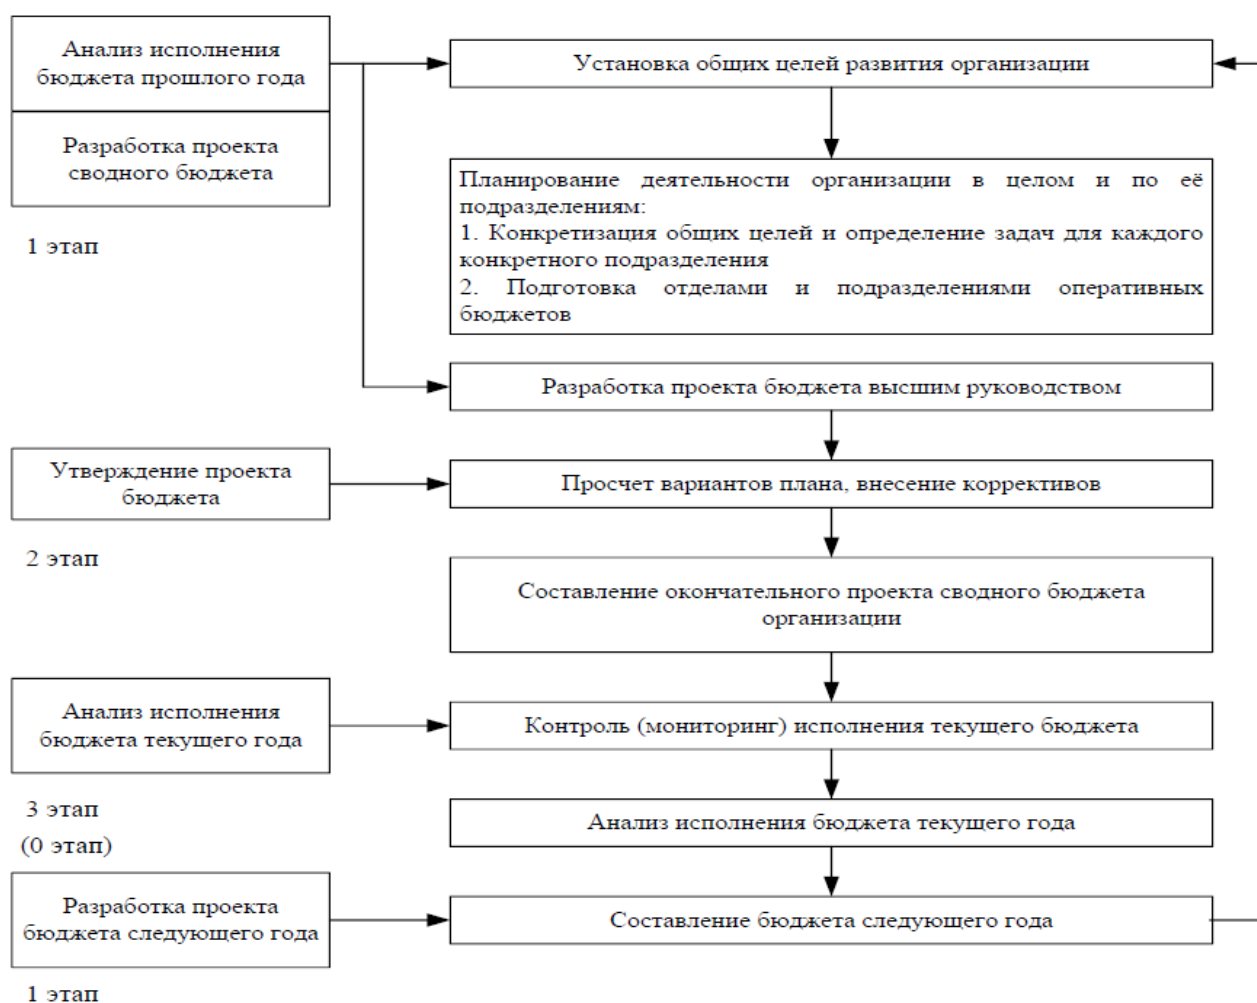 Анализ исполнения
бюджета прошлого года
Установка общих целей развития организации
Разработка проекта
сводного бюджета
1 этап
Планирование деятельности организации в целом и по её
подразделениям:
1. Конкретизация общих целей и определение задач для каждого
конкретного подразделения
2. Подготовка отделами и подразделениями оперативных
бюджетов
Разработка проекта бюджета высшим руководством
Утверждение проекта
бюджета
Просчет вариантов плана, внесение коррективов
2 этап
Составление окончательного проекта сводного бюджета
организации
Анализ исполнения
бюджета текущего года
Контроль (мониторинг) исполнения текущего бюджета
3 этап
(0 этап)
Анализ исполнения бюджета текущего года
Разработка проекта
бюджета следующего года
Составление бюджета следующего года
1 этап